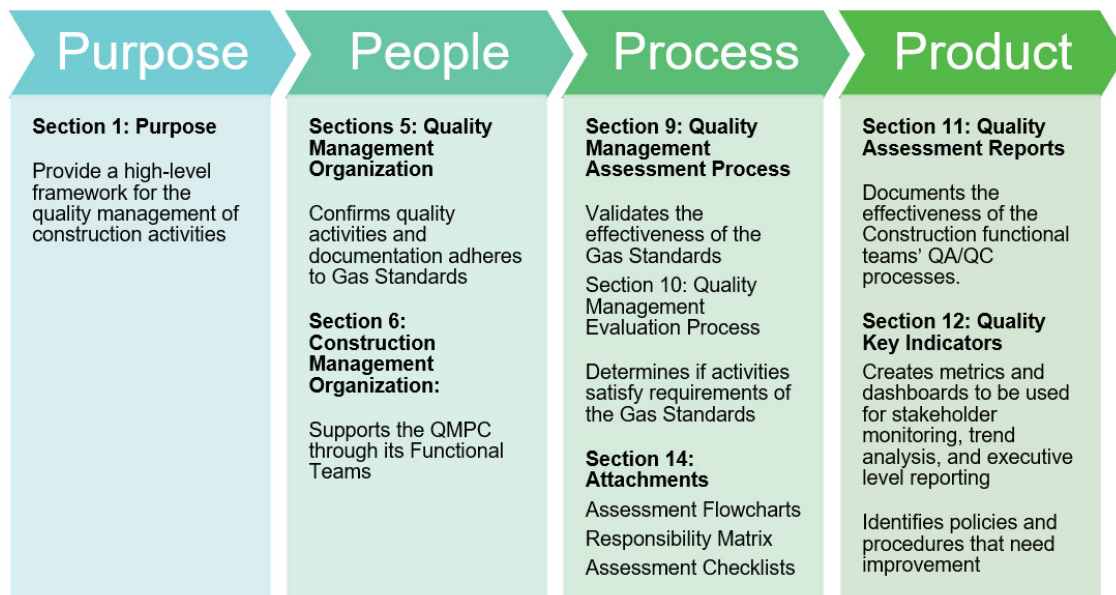 Purpose
People
Process
Product
Section 1: Purpose
Provide a high-level
framework for the
quality management of
construction activities
Sections 5: Quality
Management
Organization
Confirms quality
activities and
documentation adheres
to Gas Standards
Section 6:
Construction
Management
Organization:
Supports the QMPC
through its Functional
Teams
Section 9: Quality
Management
Assessment Process
Validates the
effectiveness of the
Gas Standards
Section 10: Quality
Management
Evaluation Process
Determines if activities
satisfy requirements of
the Gas Standards
Section 14:
Attachments
Assessment Flowcharts
Responsibility Matrix
Assessment Checklists
Section 11: Quality
Assessment Reports
Documents the
effectiveness of the
Construction functional
teams’ QA/QC
processes.
Section 12: Quality
Key Indicators
Creates metrics and
dashboards to be used
for stakeholder
monitoring, trend
analysis, and executive
level reporting
Identifies policies and
procedures that need
improvement